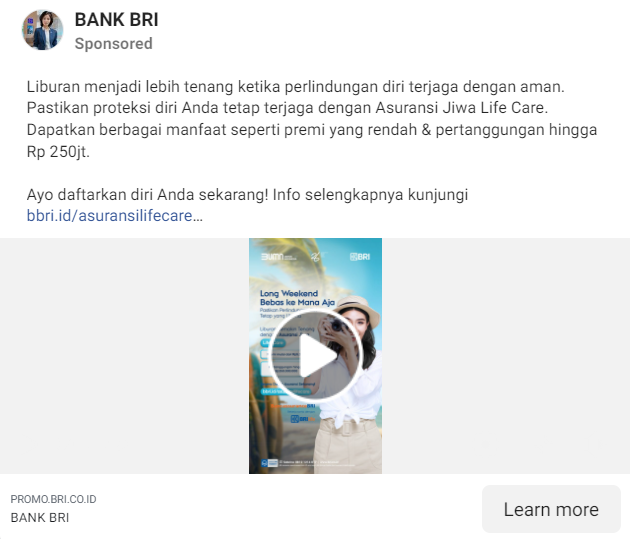 BANK BRI
Sponsored
Liburan menjadi lebih tenang ketika perlindungan diri terjaga dengan aman.
Pastikan proteksi diri Anda tetap terjaga dengan Asuransi Jiwa Life Care.
Dapatkan berbagai manfaat seperti premi yang rendah & pertanggungan hingga
Rp 250jt.
Ayo daftarkan diri Anda sekarang! Info selengkapnya kunjungi
bbri.id/asuransilifecare...
BUMN
BRI
Long Weekend
Bebas ke Mana Aja
PROMO.BRI.CO.ID
BANK BRI
Learn more